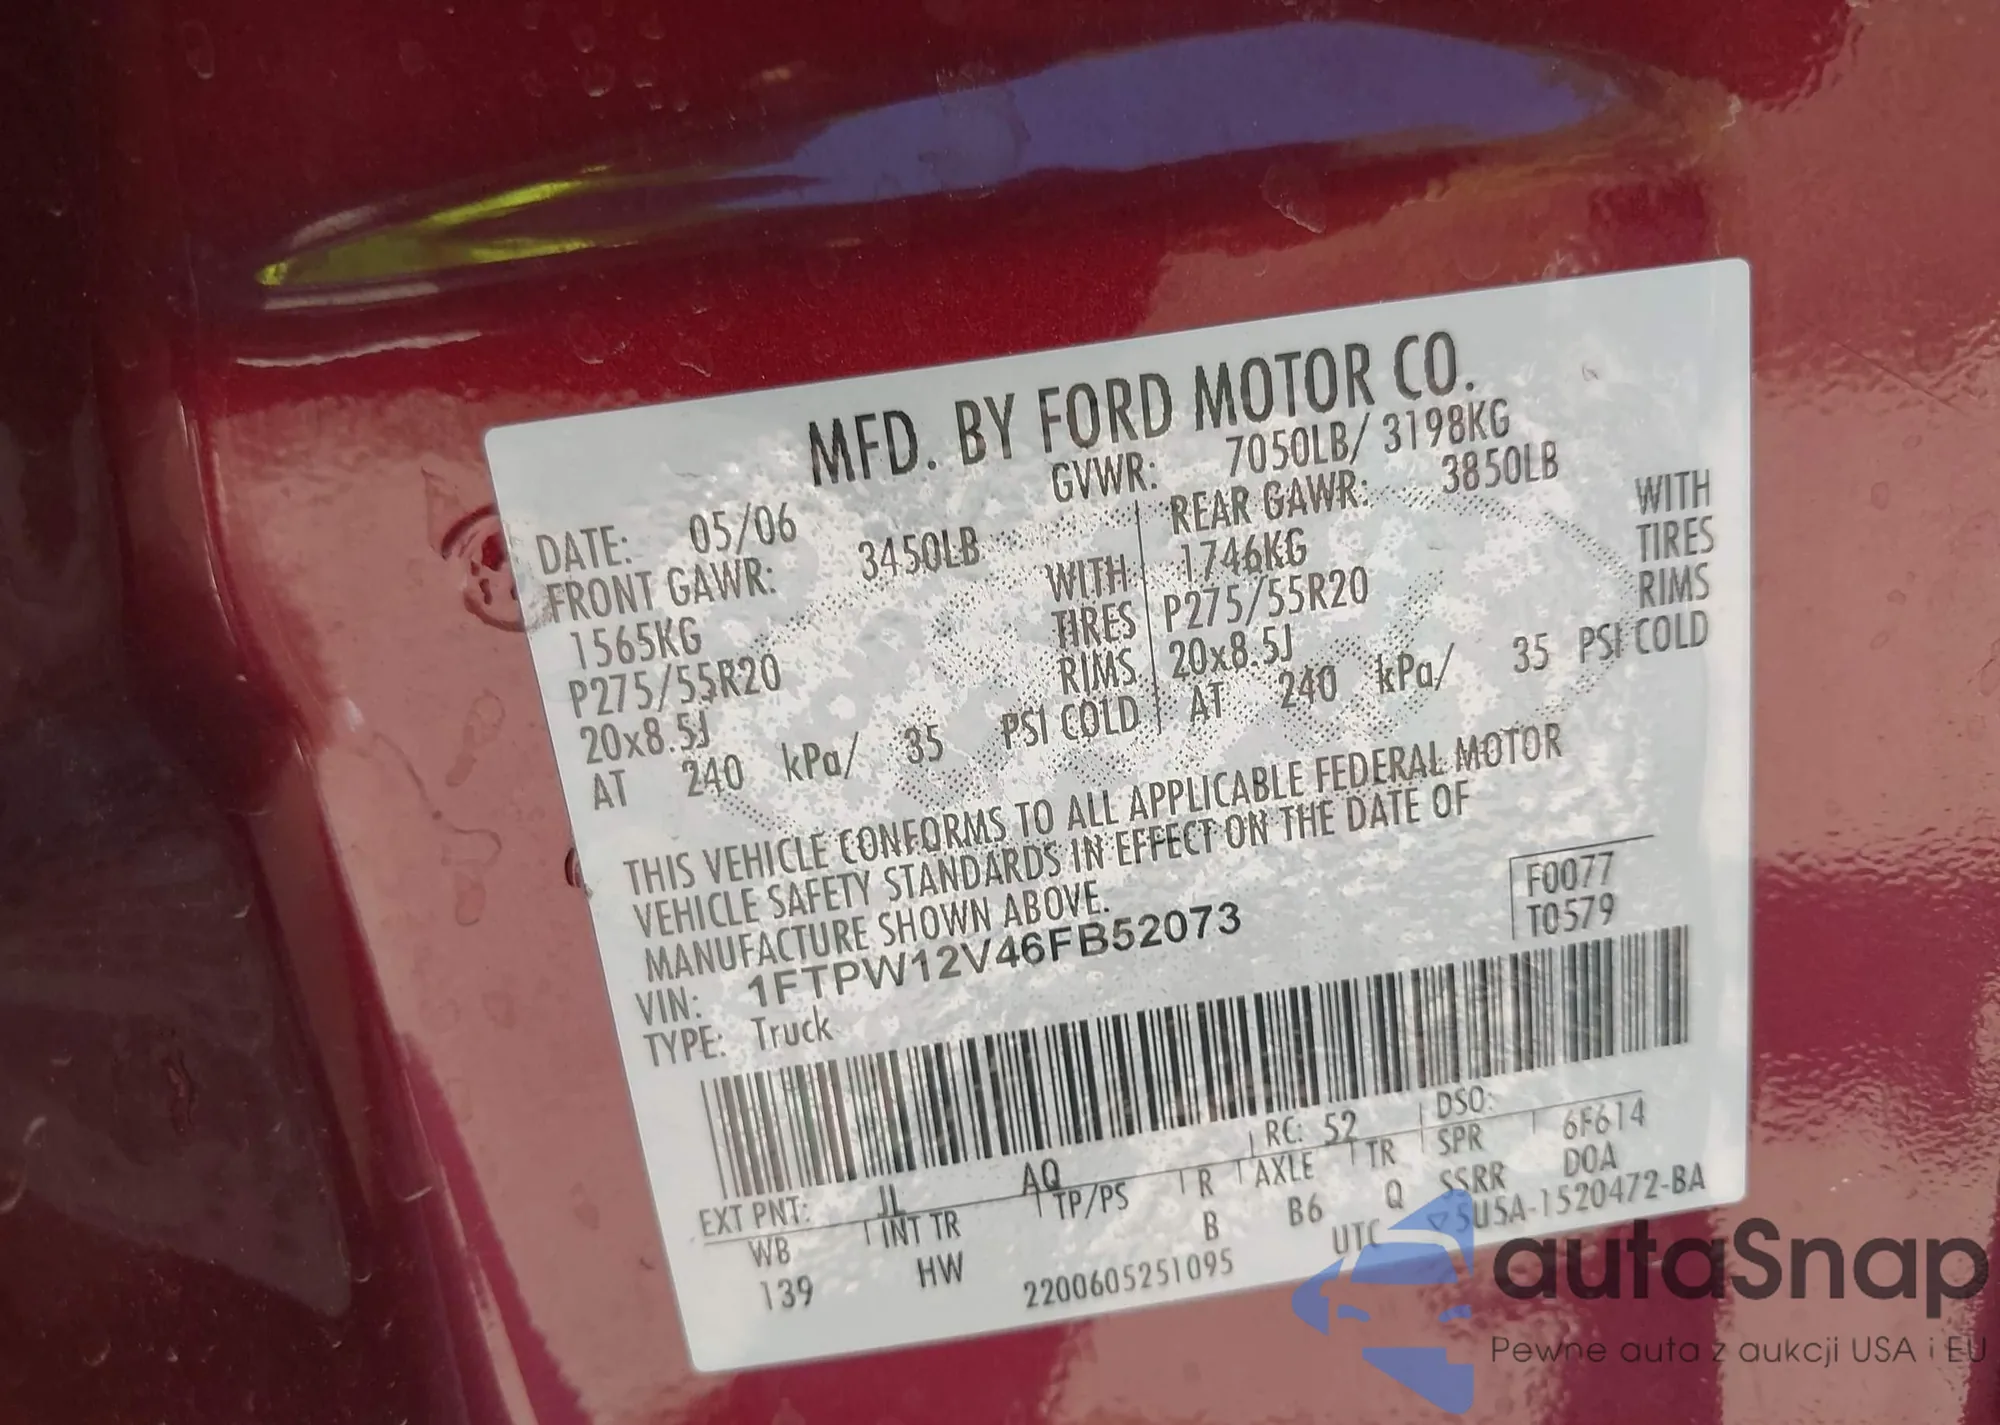 MFD. BY FORD MOTOR CO.
DATE: 05/06 GVWR: 7050LB/ 3198KG
FRONT GAWR: 3450LB REAR GAWR: 3850LB
1565KG WITH 1746KG WITH
P275/55R20 TIRES P275/55R20 TIRES
20x8.5J RIMS 20x8.5J RIMS
AT 240 kPa/ 35 PSI COLD AT 240 kPa/ 35 PSI COLD
THIS VEHICLE CONFORMS TO ALL APPLICABLE FEDERAL MOTOR
VEHICLE SAFETY STANDARDS IN EFFECT ON THE DATE OF
MANUFACTURE SHOWN ABOVE.
VIN: 1FTPW12V46FB52073
TYPE: Truck
F0077
T0579
EXT PNT: JL AQ RC: 52 DSO:
WB INT TR TP/PS R AXLE TR SPR 6F614
139 HW B B6 Q SSRR DOA
2200605251095 UTC ▽5U5A-1520472-BA
autaSnap
Pewne auta z aukcji USA i EU